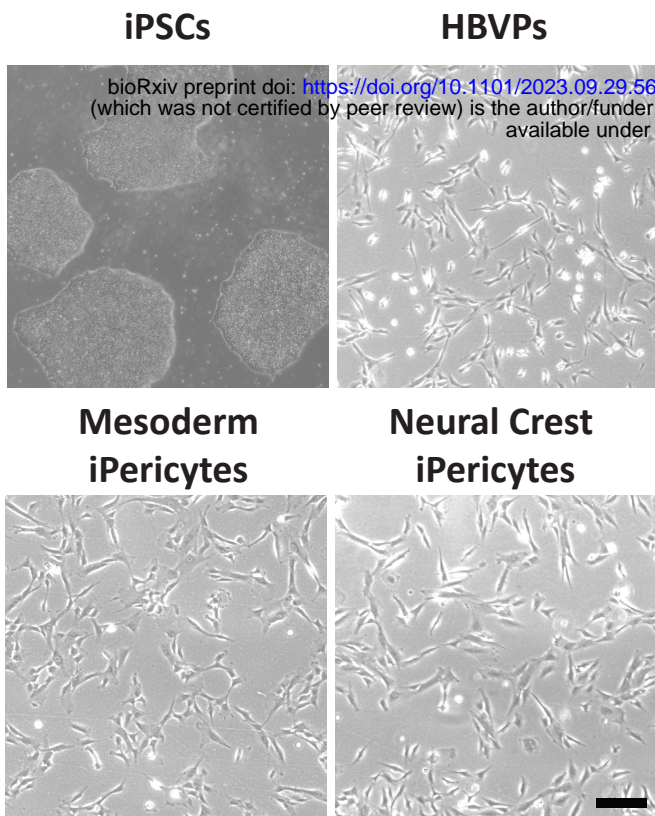 iPSCs
HBVPs
bioRxiv preprint doi: https://doi.org/10.1101/2023.09.29.56
(which was not certified by peer review) is the author/funder
available under
Mesoderm
iPericytes
Neural Crest
iPericytes